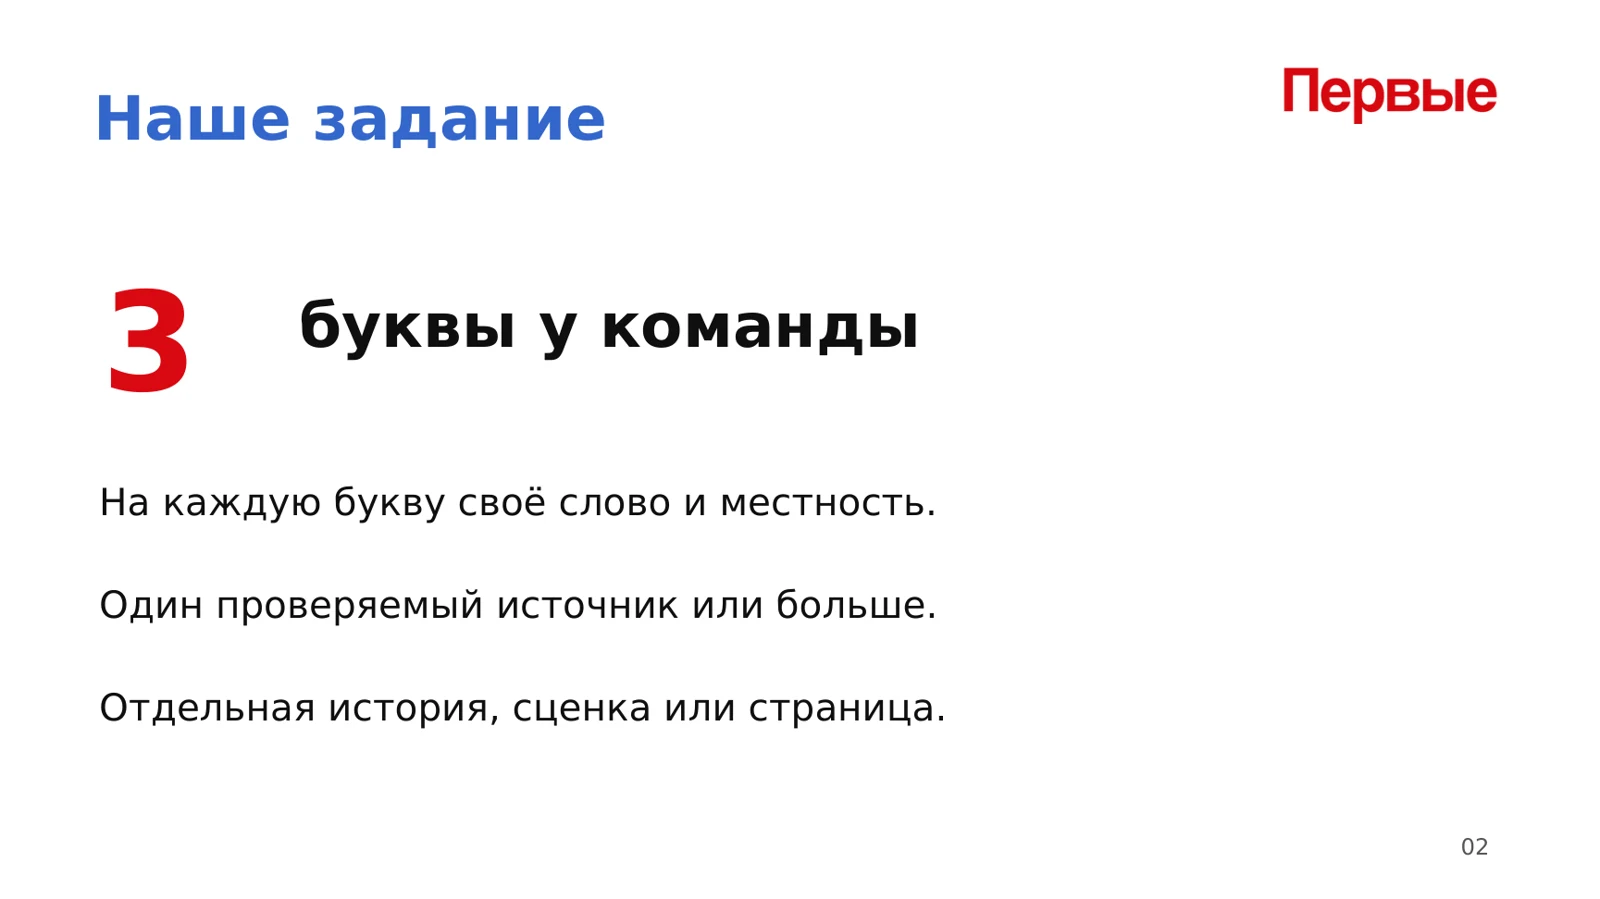 Наше задание
Первые
3 буквы у команды
На каждую букву своё слово и местность.
Один проверяемый источник или больше.
Отдельная история, сценка или страница.
02